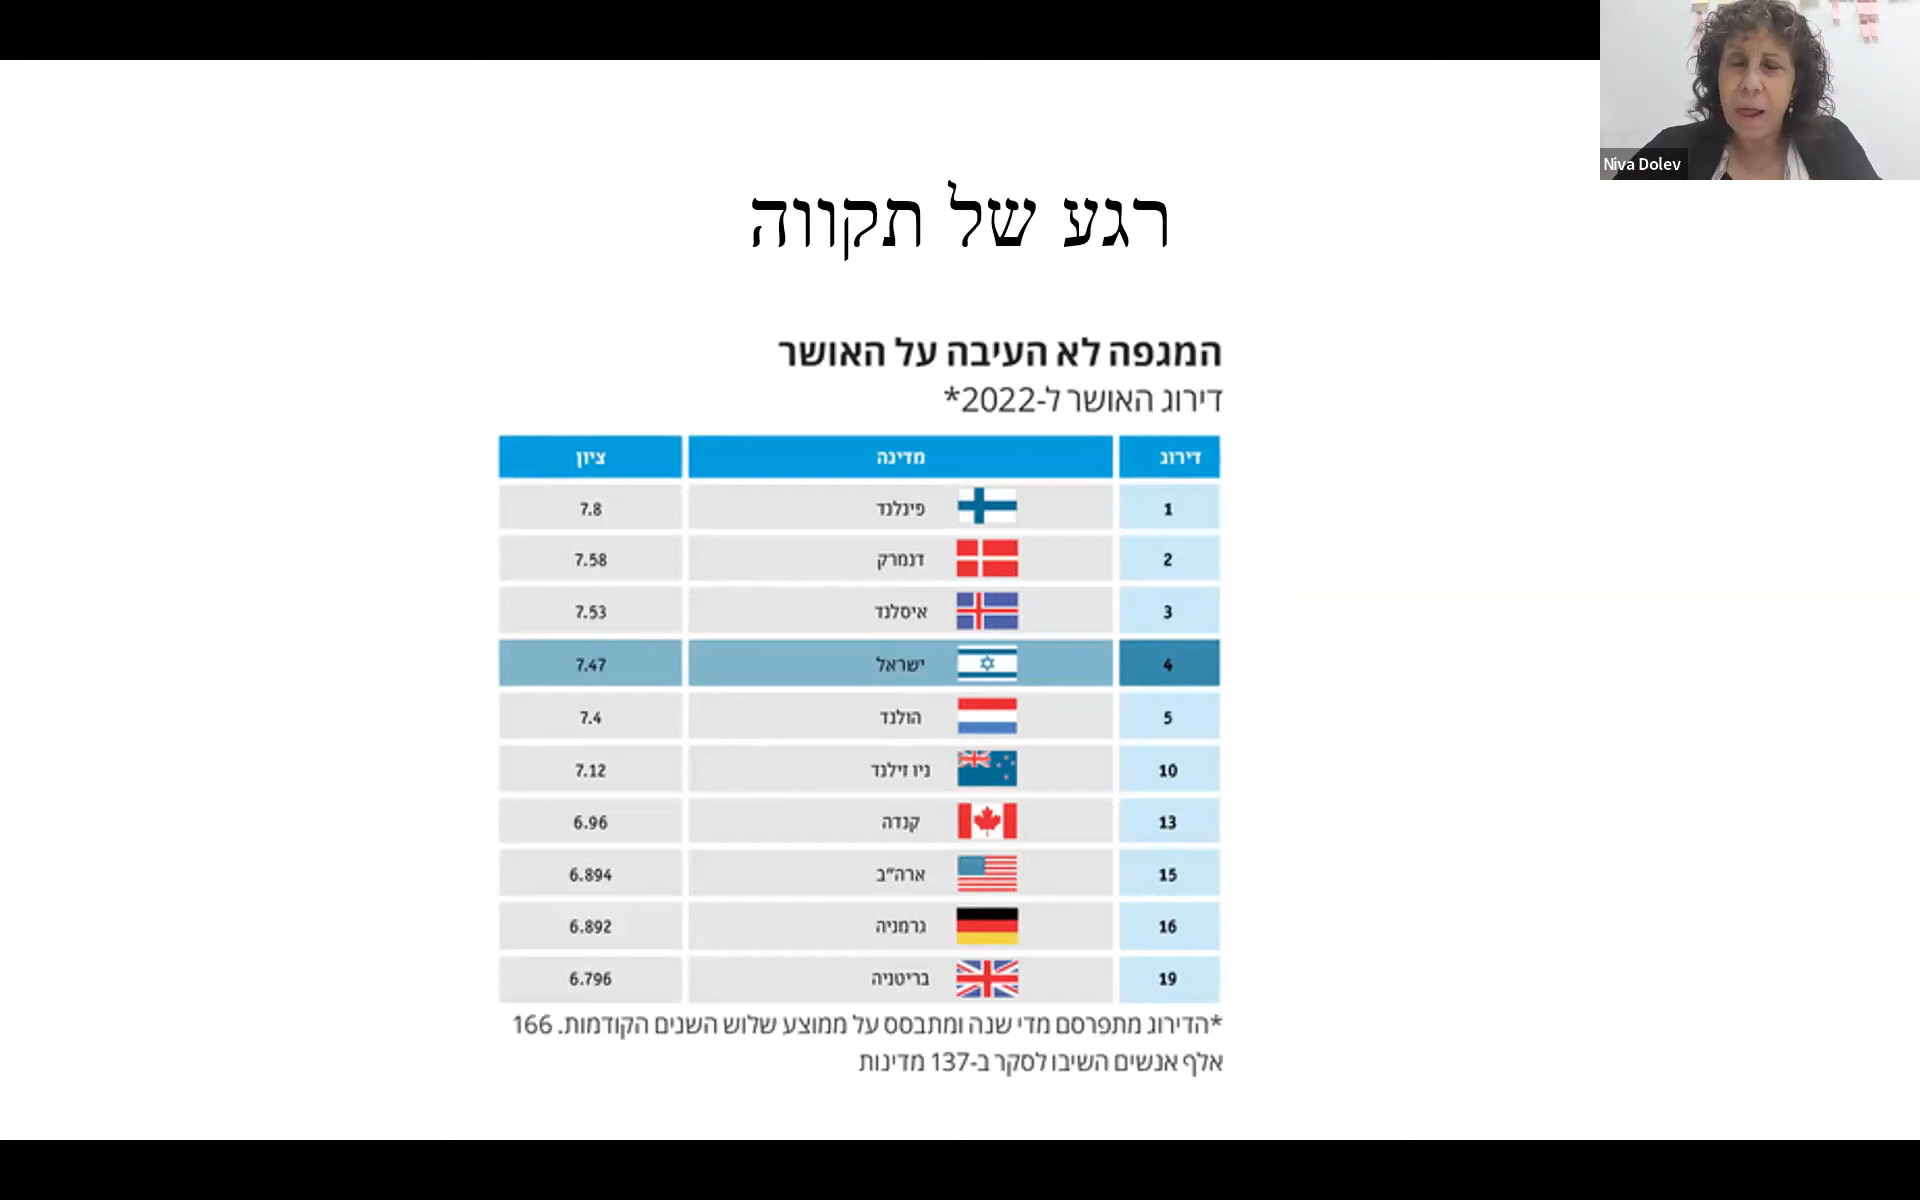 Niva Dolev
רגע של תקווה
המגפה לא העיבה על האושר
דירוג האושר ל-2022*
דירוג מדינה ציון
1 פינלנד 7.8
2 דנמרק 7.58
3 איסלנד 7.53
4 ישראל 7.47
5 הולנד 7.4
10 ניו זילנד 7.12
13 קנדה 6.96
15 ארה"ב 6.894
16 גרמניה 6.892
19 בריטניה 6.796
*הדירוג מתפרסם מדי שנה ומתבסס על ממוצע שלוש השנים הקודמות. 166
אלף אנשים השיבו לסקר ב-137 מדינות